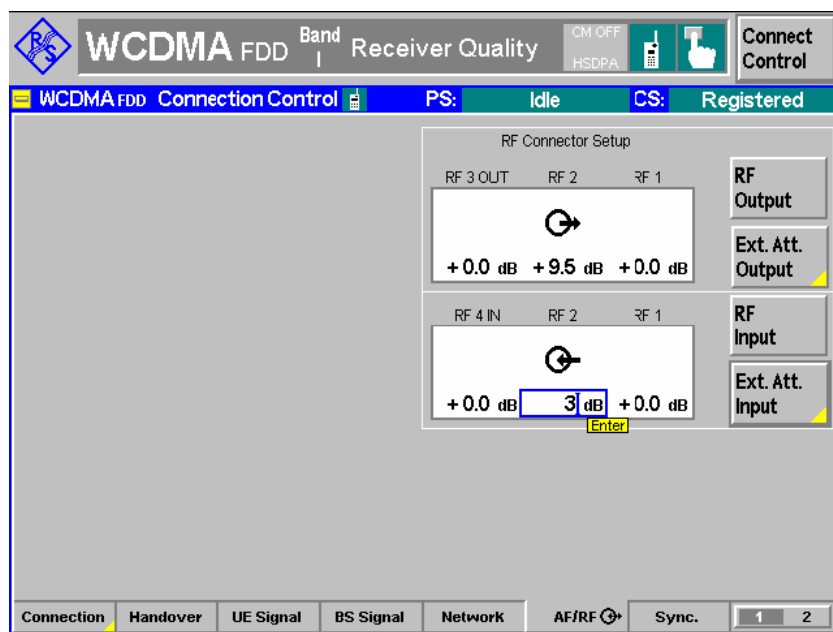 R S WCDMA FDD Band I Receiver Quality CM OFF HSDPA Connect Control
WCDMA FDD Connection Control PS: Idle CS: Registered
RF Connector Setup
RF 3 OUT RF 2 RF 1
RF Output
+ 0.0 dB + 9.5 dB + 0.0 dB
Ext. Att. Output
RF 4 IN RF 2 RF 1
RF Input
+ 0.0 dB 3 dB + 0.0 dB
Ext. Att. Input
Enter
Connection Handover UE Signal BS Signal Network AF/RF Sync. 1 2